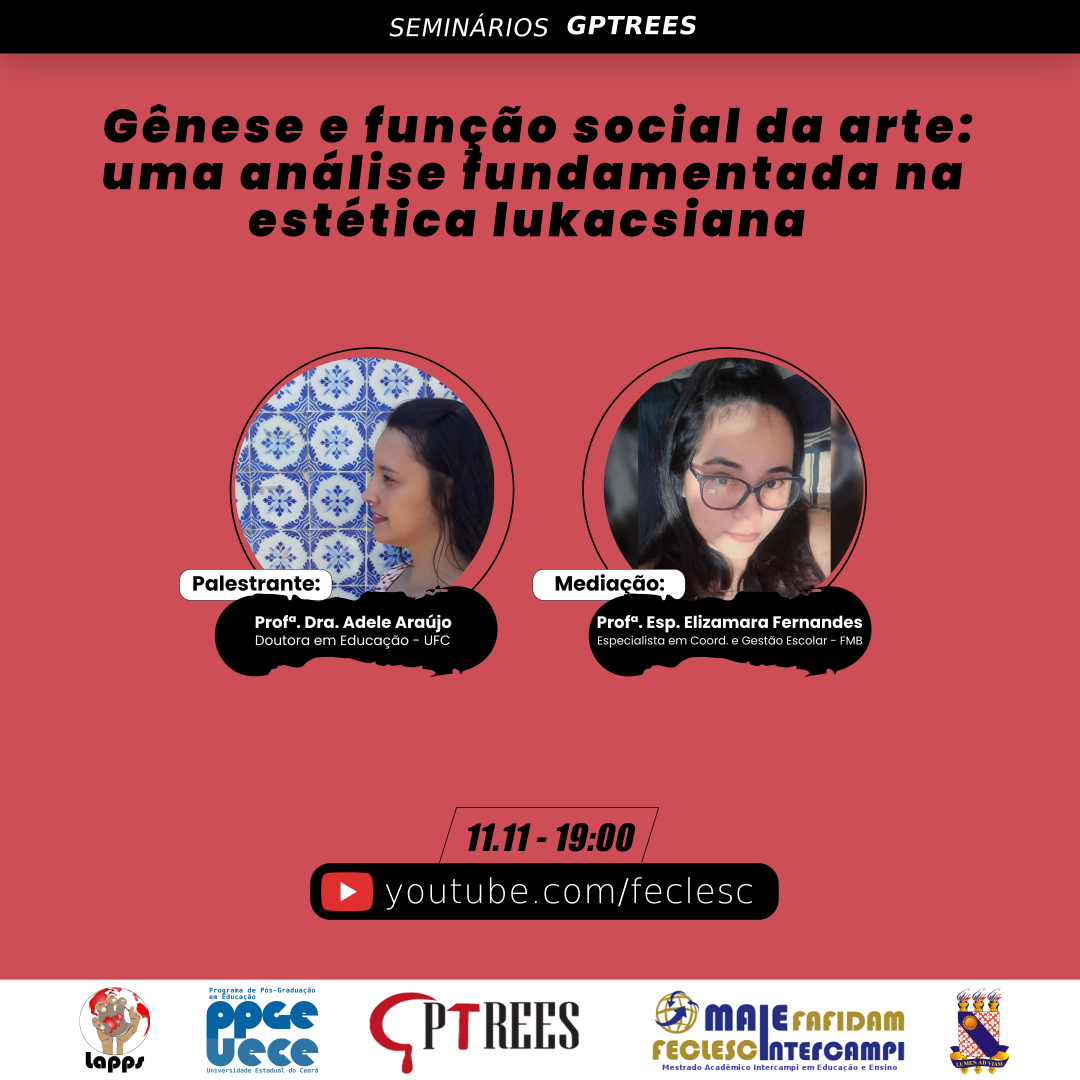 SEMINÁRIOS GPTREES
Gênese e função social da arte:
uma análise fundamentada na
estética lukacsiana
Palestrante:
Profª. Dra. Adele Araújo
Doutora em Educação - UFC
Mediação:
Profª. Esp. Elizamara Fernandes
Especialista em Coord. e Gestão Escolar - FMB
11.11 - 19:00
youtube.com/feclesc
Lapps
Programa de Pós-Graduação
em Educação
PPGE
UECE
Universidade Estadual do Ceará
GPTREES
MAIE FAFIDAM
FECLESC INTERCAMPI
Mestrado Acadêmico Intercampi em Educação e Ensino
LUMEN AD VIAM